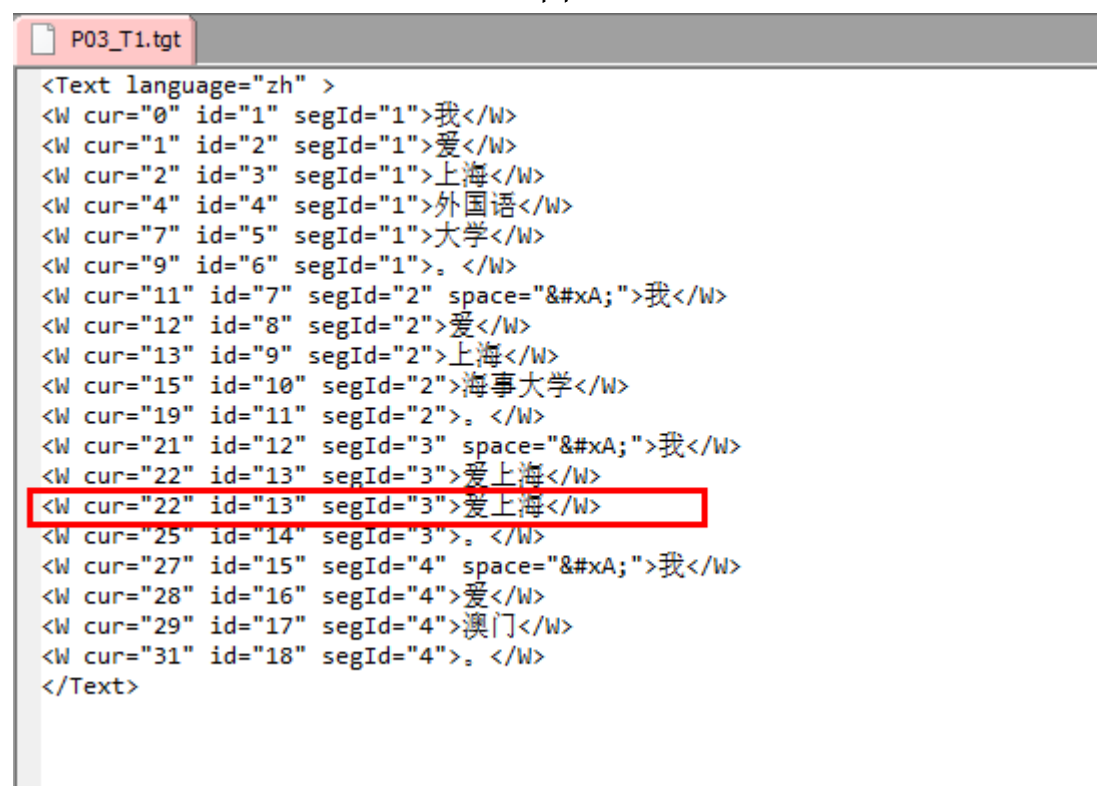 P03_T1.tgt
<Text language="zh" >
<W cur="0" id="1" segId="1">我</W>
<W cur="1" id="2" segId="1">爱</W>
<W cur="2" id="3" segId="1">上海</W>
<W cur="4" id="4" segId="1">外国语</W>
<W cur="7" id="5" segId="1">大学</W>
<W cur="9" id="6" segId="1">。</W>
<W cur="11" id="7" segId="2" space="&#xA;">我</W>
<W cur="12" id="8" segId="2">爱</W>
<W cur="13" id="9" segId="2">上海</W>
<W cur="15" id="10" segId="2">海事大学</W>
<W cur="19" id="11" segId="2">。</W>
<W cur="21" id="12" segId="3" space="&#xA;">我</W>
<W cur="22" id="13" segId="3">爱上海</W>
<W cur="22" id="13" segId="3">爱上海</W>
<W cur="25" id="14" segId="3">。</W>
<W cur="27" id="15" segId="4" space="&#xA;">我</W>
<W cur="28" id="16" segId="4">爱</W>
<W cur="29" id="17" segId="4">澳门</W>
<W cur="31" id="18" segId="4">。</W>
</Text>